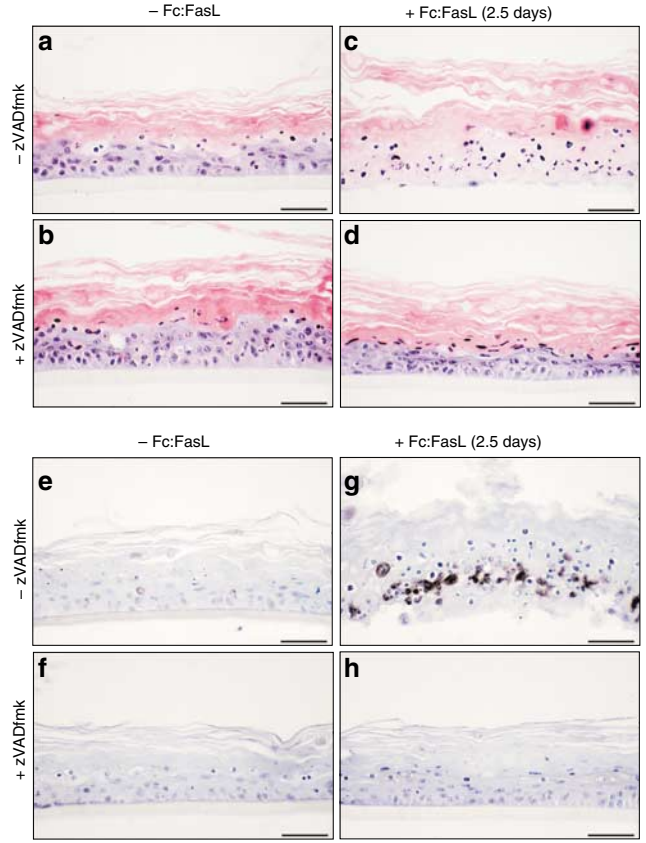 – Fc:FasL
+ Fc:FasL (2.5 days)
– zVADfmk
a
c
+ zVADfmk
b
d
– Fc:FasL
+ Fc:FasL (2.5 days)
– zVADfmk
e
g
+ zVADfmk
f
h